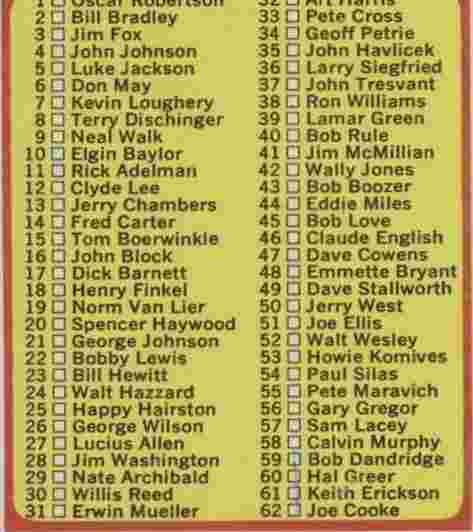 1 □ Oscar Robertson
2 □ Bill Bradley
3 □ Jim Fox
4 □ John Johnson
5 □ Luke Jackson
6 □ Don May
7 □ Kevin Loughery
8 □ Terry Dischinger
9 □ Neal Walk
10 □ Elgin Baylor
11 □ Rick Adelman
12 □ Clyde Lee
13 □ Jerry Chambers
14 □ Fred Carter
15 □ Tom Boerwinkle
16 □ John Block
17 □ Dick Barnett
18 □ Henry Finkel
19 □ Norm Van Lier
20 □ Spencer Haywood
21 □ George Johnson
22 □ Bobby Lewis
23 □ Bill Hewitt
24 □ Walt Hazzard
25 □ Happy Hairston
26 □ George Wilson
27 □ Lucius Allen
28 □ Jim Washington
29 □ Nate Archibald
30 □ Willis Reed
31 □ Erwin Mueller
32 □ Art Harris
33 □ Pete Cross
34 □ Geoff Petrie
35 □ John Havlicek
36 □ Larry Siegfried
37 □ John Tresvant
38 □ Ron Williams
39 □ Lamar Green
40 □ Bob Rule
41 □ Jim McMillian
42 □ Wally Jones
43 □ Bob Boozer
44 □ Eddie Miles
45 □ Bob Love
46 □ Claude English
47 □ Dave Cowens
48 □ Emmette Bryant
49 □ Dave Stallworth
50 □ Jerry West
51 □ Joe Ellis
52 □ Walt Wesley
53 □ Howie Komives
54 □ Paul Silas
55 □ Pete Maravich
56 □ Gary Gregor
57 □ Sam Lacey
58 □ Calvin Murphy
59 □ Bob Dandridge
60 □ Hal Greer
61 □ Keith Erickson
62 □ Joe Cooke